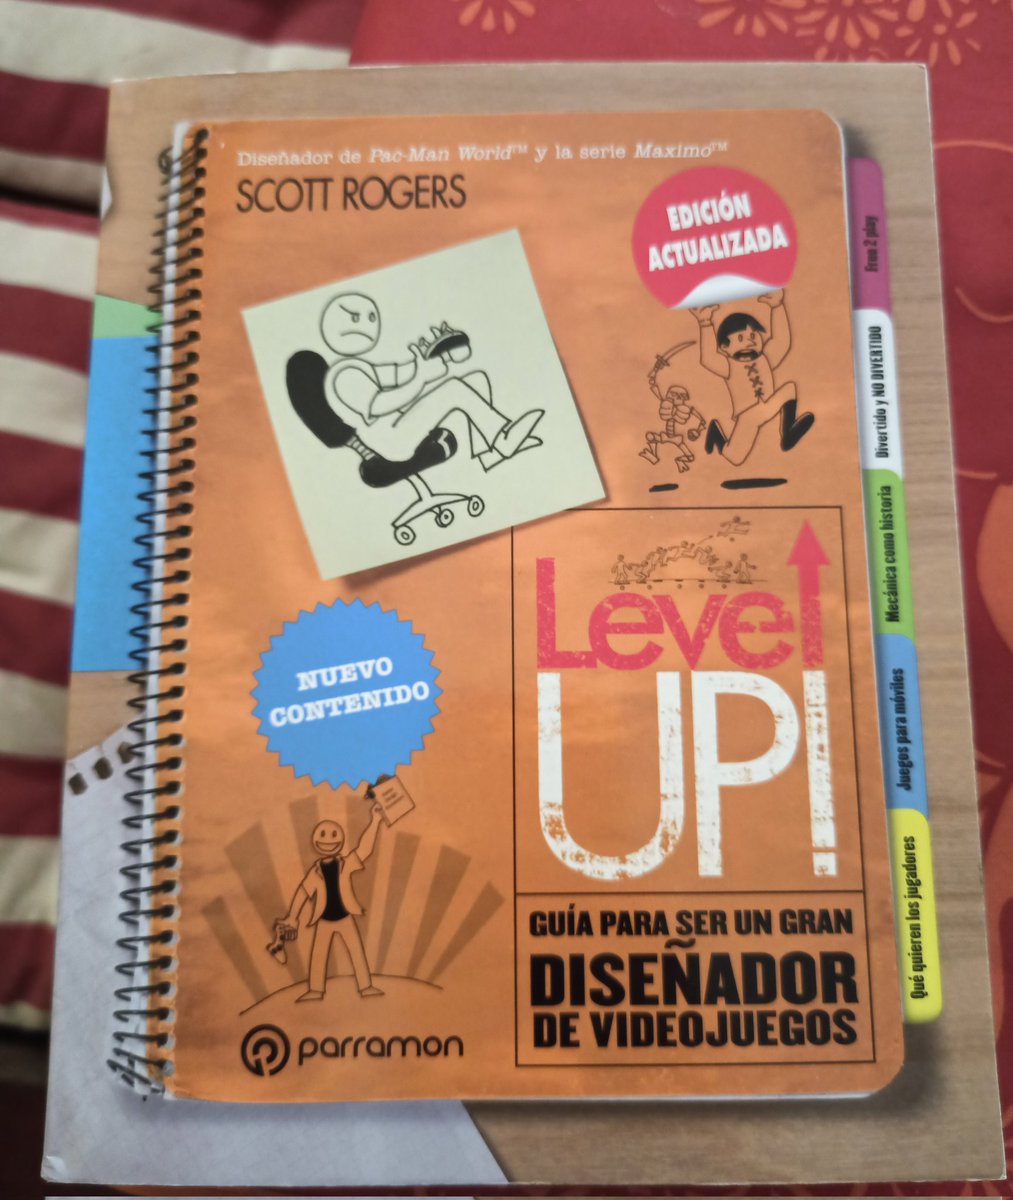 Diseñador de Pac-Man World™ y la serie Maximo™
SCOTT ROGERS
EDICIÓN
ACTUALIZADA
Free 2 play
Divertido y NO DIVERTIDO
Mecánica como historia
Juegos para móviles
Qué quieren los jugadores
Level
UP!
NUEVO
CONTENIDO
GUÍA PARA SER UN GRAN
DISEÑADOR
DE VIDEOJUEGOS
parramon